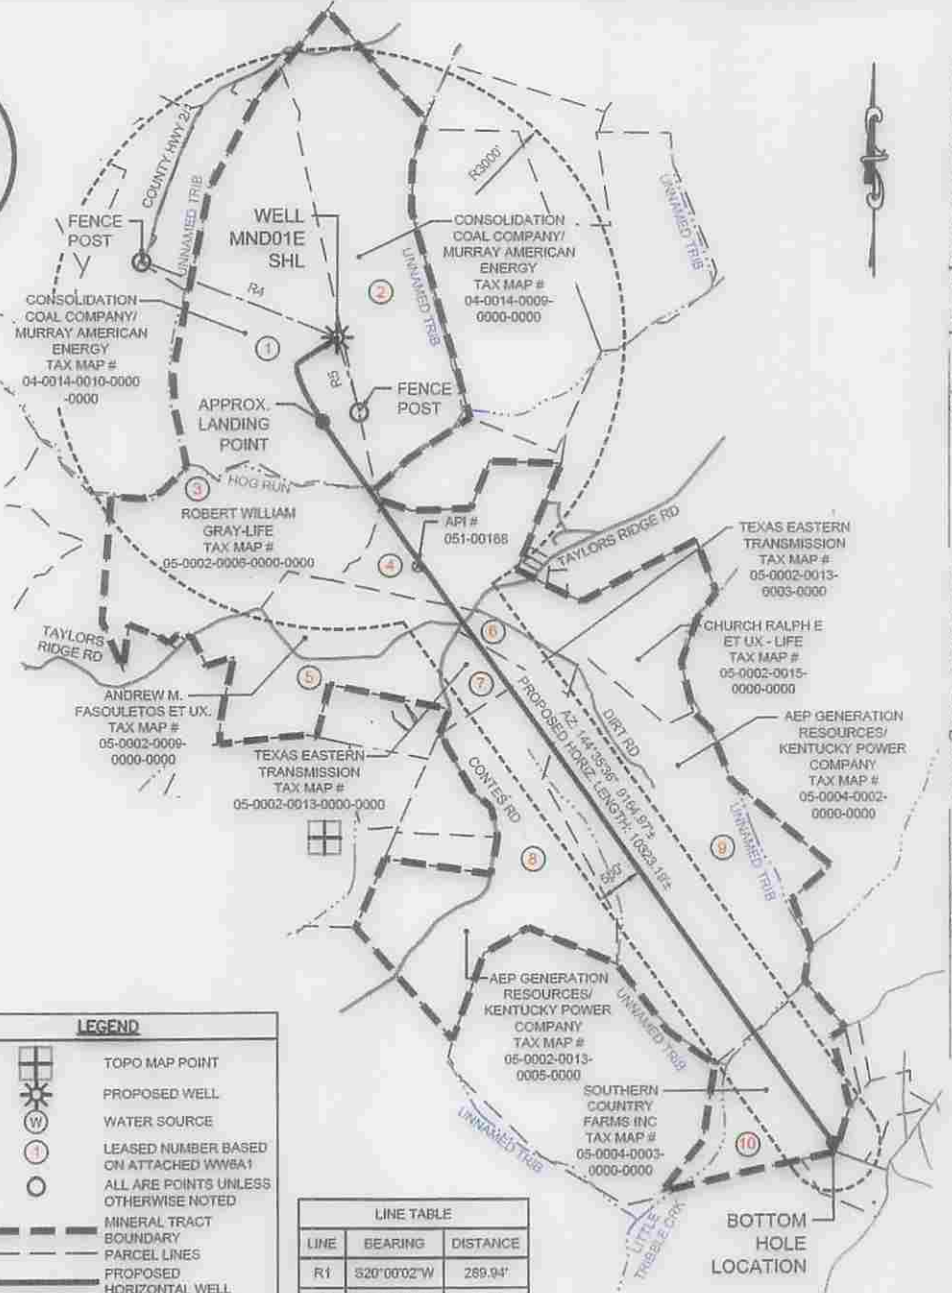 COUNTY HWY 2/
UNNAMED TRIB
R3000'
UNNAMED TRIB
FENCE
POST
WELL
MND01E
SHL
CONSOLIDATION
COAL COMPANY/
MURRAY AMERICAN
ENERGY
TAX MAP #
04-0014-0009-
0000-0000
UNNAMED TRIB
R4
2
CONSOLIDATION
COAL COMPANY/
MURRAY AMERICAN
ENERGY
TAX MAP #
04-0014-0010-0000
-0000
1
R5
FENCE
POST
APPROX.
LANDING
POINT
HOG RUN
3
ROBERT WILLIAM
GRAY-LIFE
TAX MAP #
05-0002-0005-0000-0000
API #
051-00168
4
TAYLORS RIDGE RD
TEXAS EASTERN
TRANSMISSION
TAX MAP #
05-0002-0013-
0003-0000
6
CHURCH RALPH E
ET UX - LIFE
TAX MAP #
05-0002-0015-
0000-0000
TAYLORS
RIDGE RD
5
7
ANDREW M.
FASOULETOS ET UX.
TAX MAP #
05-0002-0009-
0000-0000
AEP GENERATION
RESOURCES/
KENTUCKY POWER
COMPANY
TAX MAP #
05-0004-0002-
0000-0000
DIRT RD
AZ: 144°35'36" 9164.97'±
PROPOSED HORIZ. LENGTH: 10323.19'±
TEXAS EASTERN
TRANSMISSION
TAX MAP #
05-0002-0013-0000-0000
CONTES RD
UNNAMED TRIB
9
8
AEP GENERATION
RESOURCES/
KENTUCKY POWER
COMPANY
TAX MAP #
05-0002-0013-
0005-0000
UNNAMED TRIB
UNNAMED TRIB
SOUTHERN
COUNTRY
FARMS INC
TAX MAP #
05-0004-0003-
0000-0000
10
LITTLE
TRIBBLE CRK
BOTTOM
HOLE
LOCATION
LEGEND
TOPO MAP POINT
PROPOSED WELL
W
WATER SOURCE
1
LEASED NUMBER BASED
ON ATTACHED WW6A1
ALL ARE POINTS UNLESS
OTHERWISE NOTED
MINERAL TRACT
BOUNDARY
PARCEL LINES
PROPOSED
HORIZONTAL WELL
LINE TABLE
LINE BEARING DISTANCE
R1 S20°00'02"W 289.94'